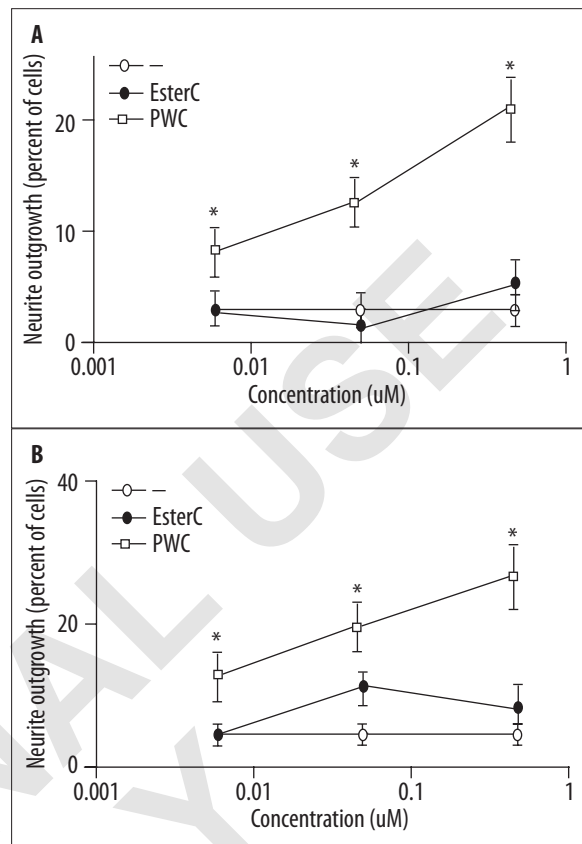 A
–
EsterC
PWC
Neurite outgrowth (percent of cells)
20
10
0
* * *
0.001 0.01 0.1 1
Concentration (uM)
B
–
EsterC
PWC
Neurite outgrowth (percent of cells)
40
20
0
* * *
0.001 0.01 0.1 1
Concentration (uM)
NAL USE
Y